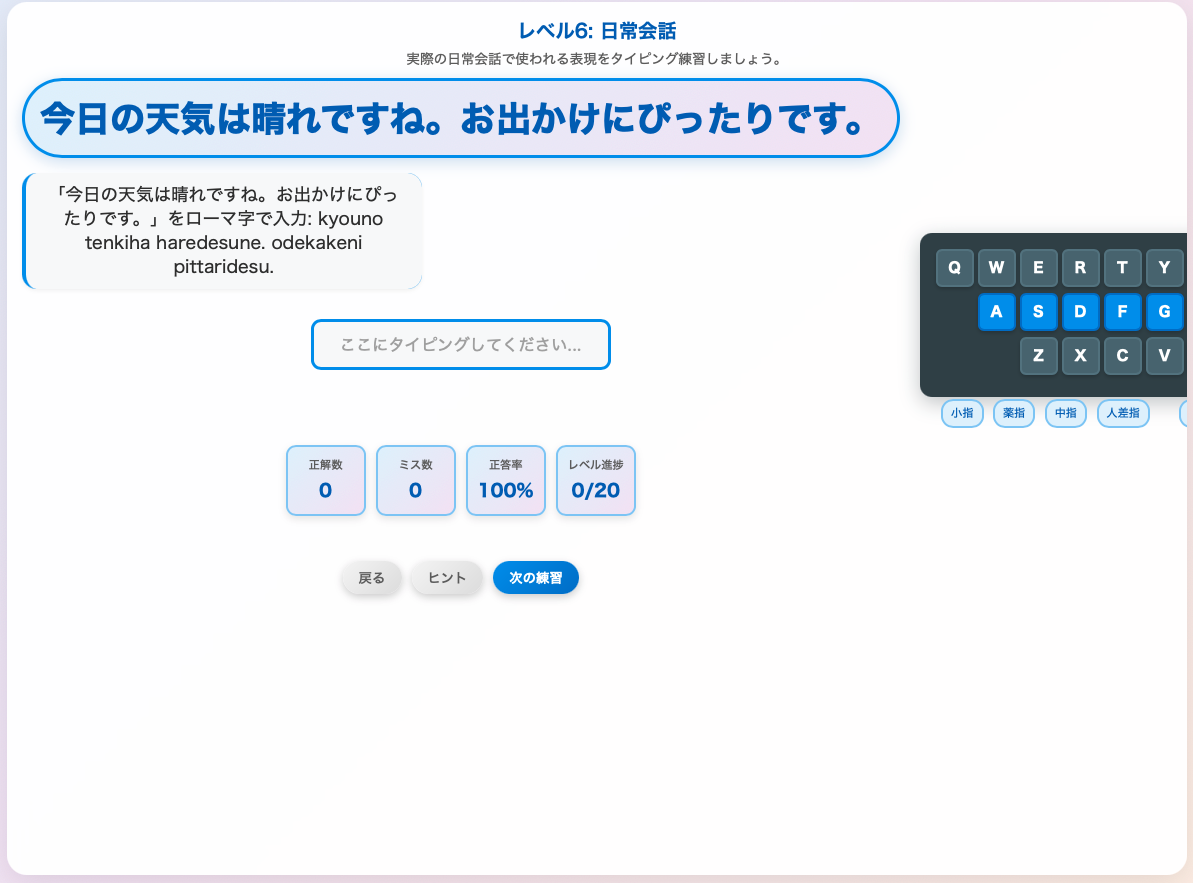 レベル6: 日常会話
実際の日常会話で使われる表現をタイピング練習しましょう。
今日の天気は晴れですね。お出かけにぴったりです。
「今日の天気は晴れですね。お出かけにぴっ
たりです。」をローマ字で入力: kyouno
tenkiha haredesune. odekakeni
pittaridesu.
Q W E R T Y
A S D F G
Z X C V
小指 薬指 中指 人差指
ここにタイピングしてください...
正解数 ミス数 正答率 レベル進捗
0 0 100% 0/20
戻る ヒント 次の練習